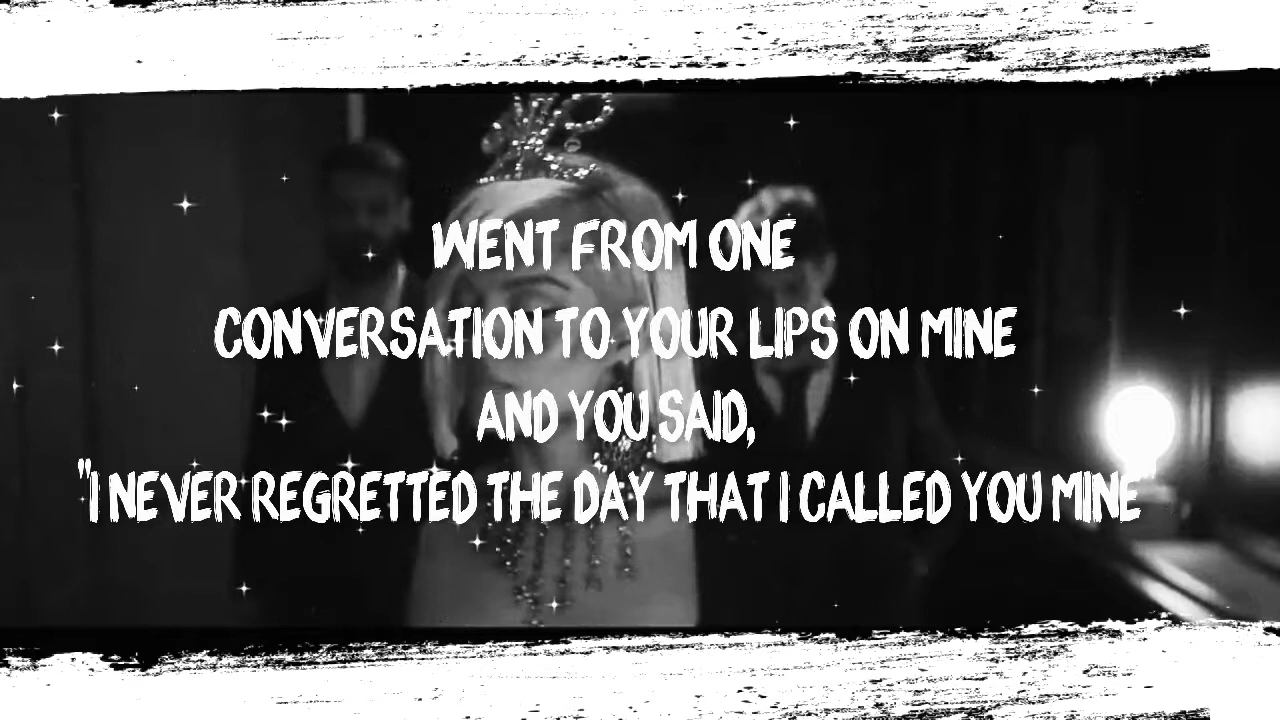 WENT FROM ONE
CONVERSATION TO YOUR LIPS ON MINE
AND YOU SAID,
"I NEVER REGRETTED THE DAY THAT I CALLED YOU MINE